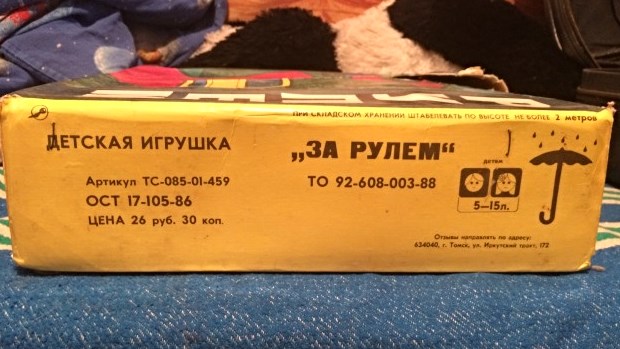 ПРИ СКЛАДСКОМ ХРАНЕНИИ ШТАБЕЛЕВАТЬ ПО ВЫСОТЕ НЕ БОЛЕЕ 2 метров
ДЕТСКАЯ ИГРУШКА
„ЗА РУЛЕМ“
Артикул ТС-085-01-459
ОСТ 17-105-86
ЦЕНА 26 руб. 30 коп.
ТО 92-608-003-88
детям
5—15л.
Отзывы направлять по адресу:
634040, г. Томск, ул. Иркутский тракт, 172